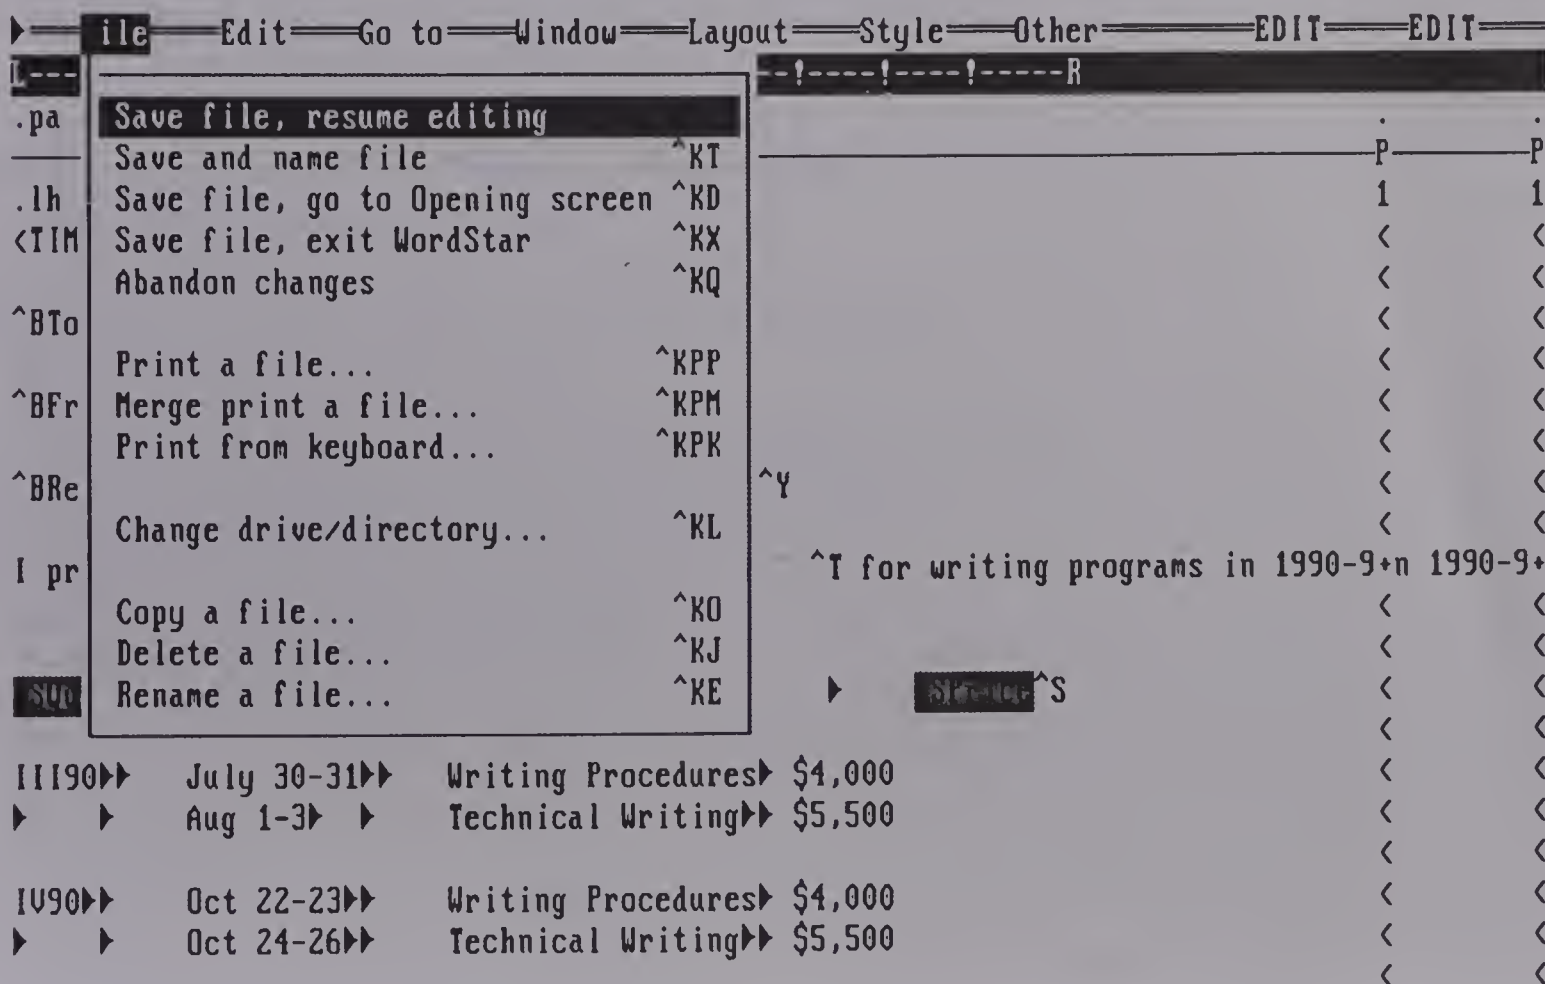 ile Edit Go to Window Layout Style Other EDIT EDIT
L--- --!----!----!-----R
.pa Save file, resume editing . .
Save and name file ^KT P P
.lh Save file, go to Opening screen ^KD 1 1
<TIM Save file, exit WordStar ^KX < <
Abandon changes ^KQ < <
^BTo < <
Print a file... ^KPP < <
^BFr Merge print a file... ^KPM < <
Print from keyboard... ^KPK < <
^BRe ^Y < <
Change drive/directory... ^KL < <
I pr ^T for writing programs in 1990-9+n 1990-9+
Copy a file... ^KO < <
Delete a file... ^KJ < <
Rename a file... ^KE ^S < <
< <
III90 July 30-31 Writing Procedures $4,000 < <
Aug 1-3 Technical Writing $5,500 < <
< <
IV90 Oct 22-23 Writing Procedures $4,000 < <
Oct 24-26 Technical Writing $5,500 < <
< <